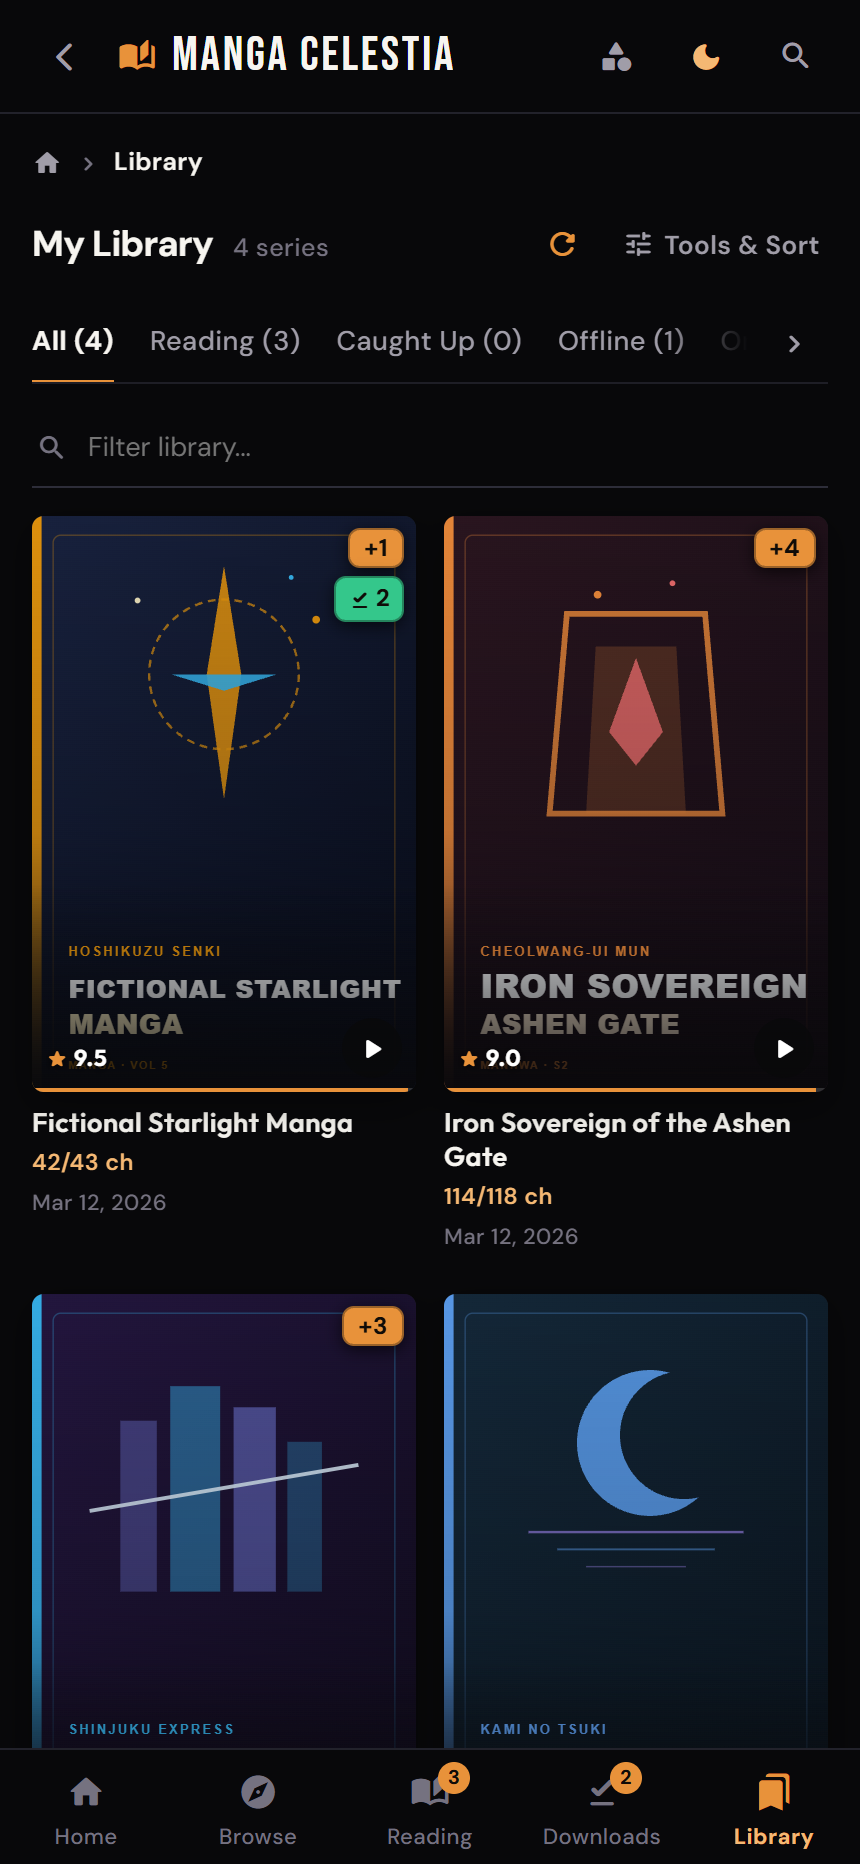 MANGA CELESTIA
Library
My Library 4 series
Tools & Sort
All (4) Reading (3) Caught Up (0) Offline (1)
Filter library...
+1
2
HOSHIKUZU SENKI
FICTIONAL STARLIGHT
MANGA
9.5
VOL 5
Fictional Starlight Manga
42/43 ch
Mar 12, 2026
+4
CHEOLWANG-UI MUN
IRON SOVEREIGN
ASHEN GATE
9.0
S2
Iron Sovereign of the Ashen
Gate
114/118 ch
Mar 12, 2026
+3
SHINJUKU EXPRESS
KAMI NO TSUKI
Home
Browse
3
Reading
2
Downloads
Library